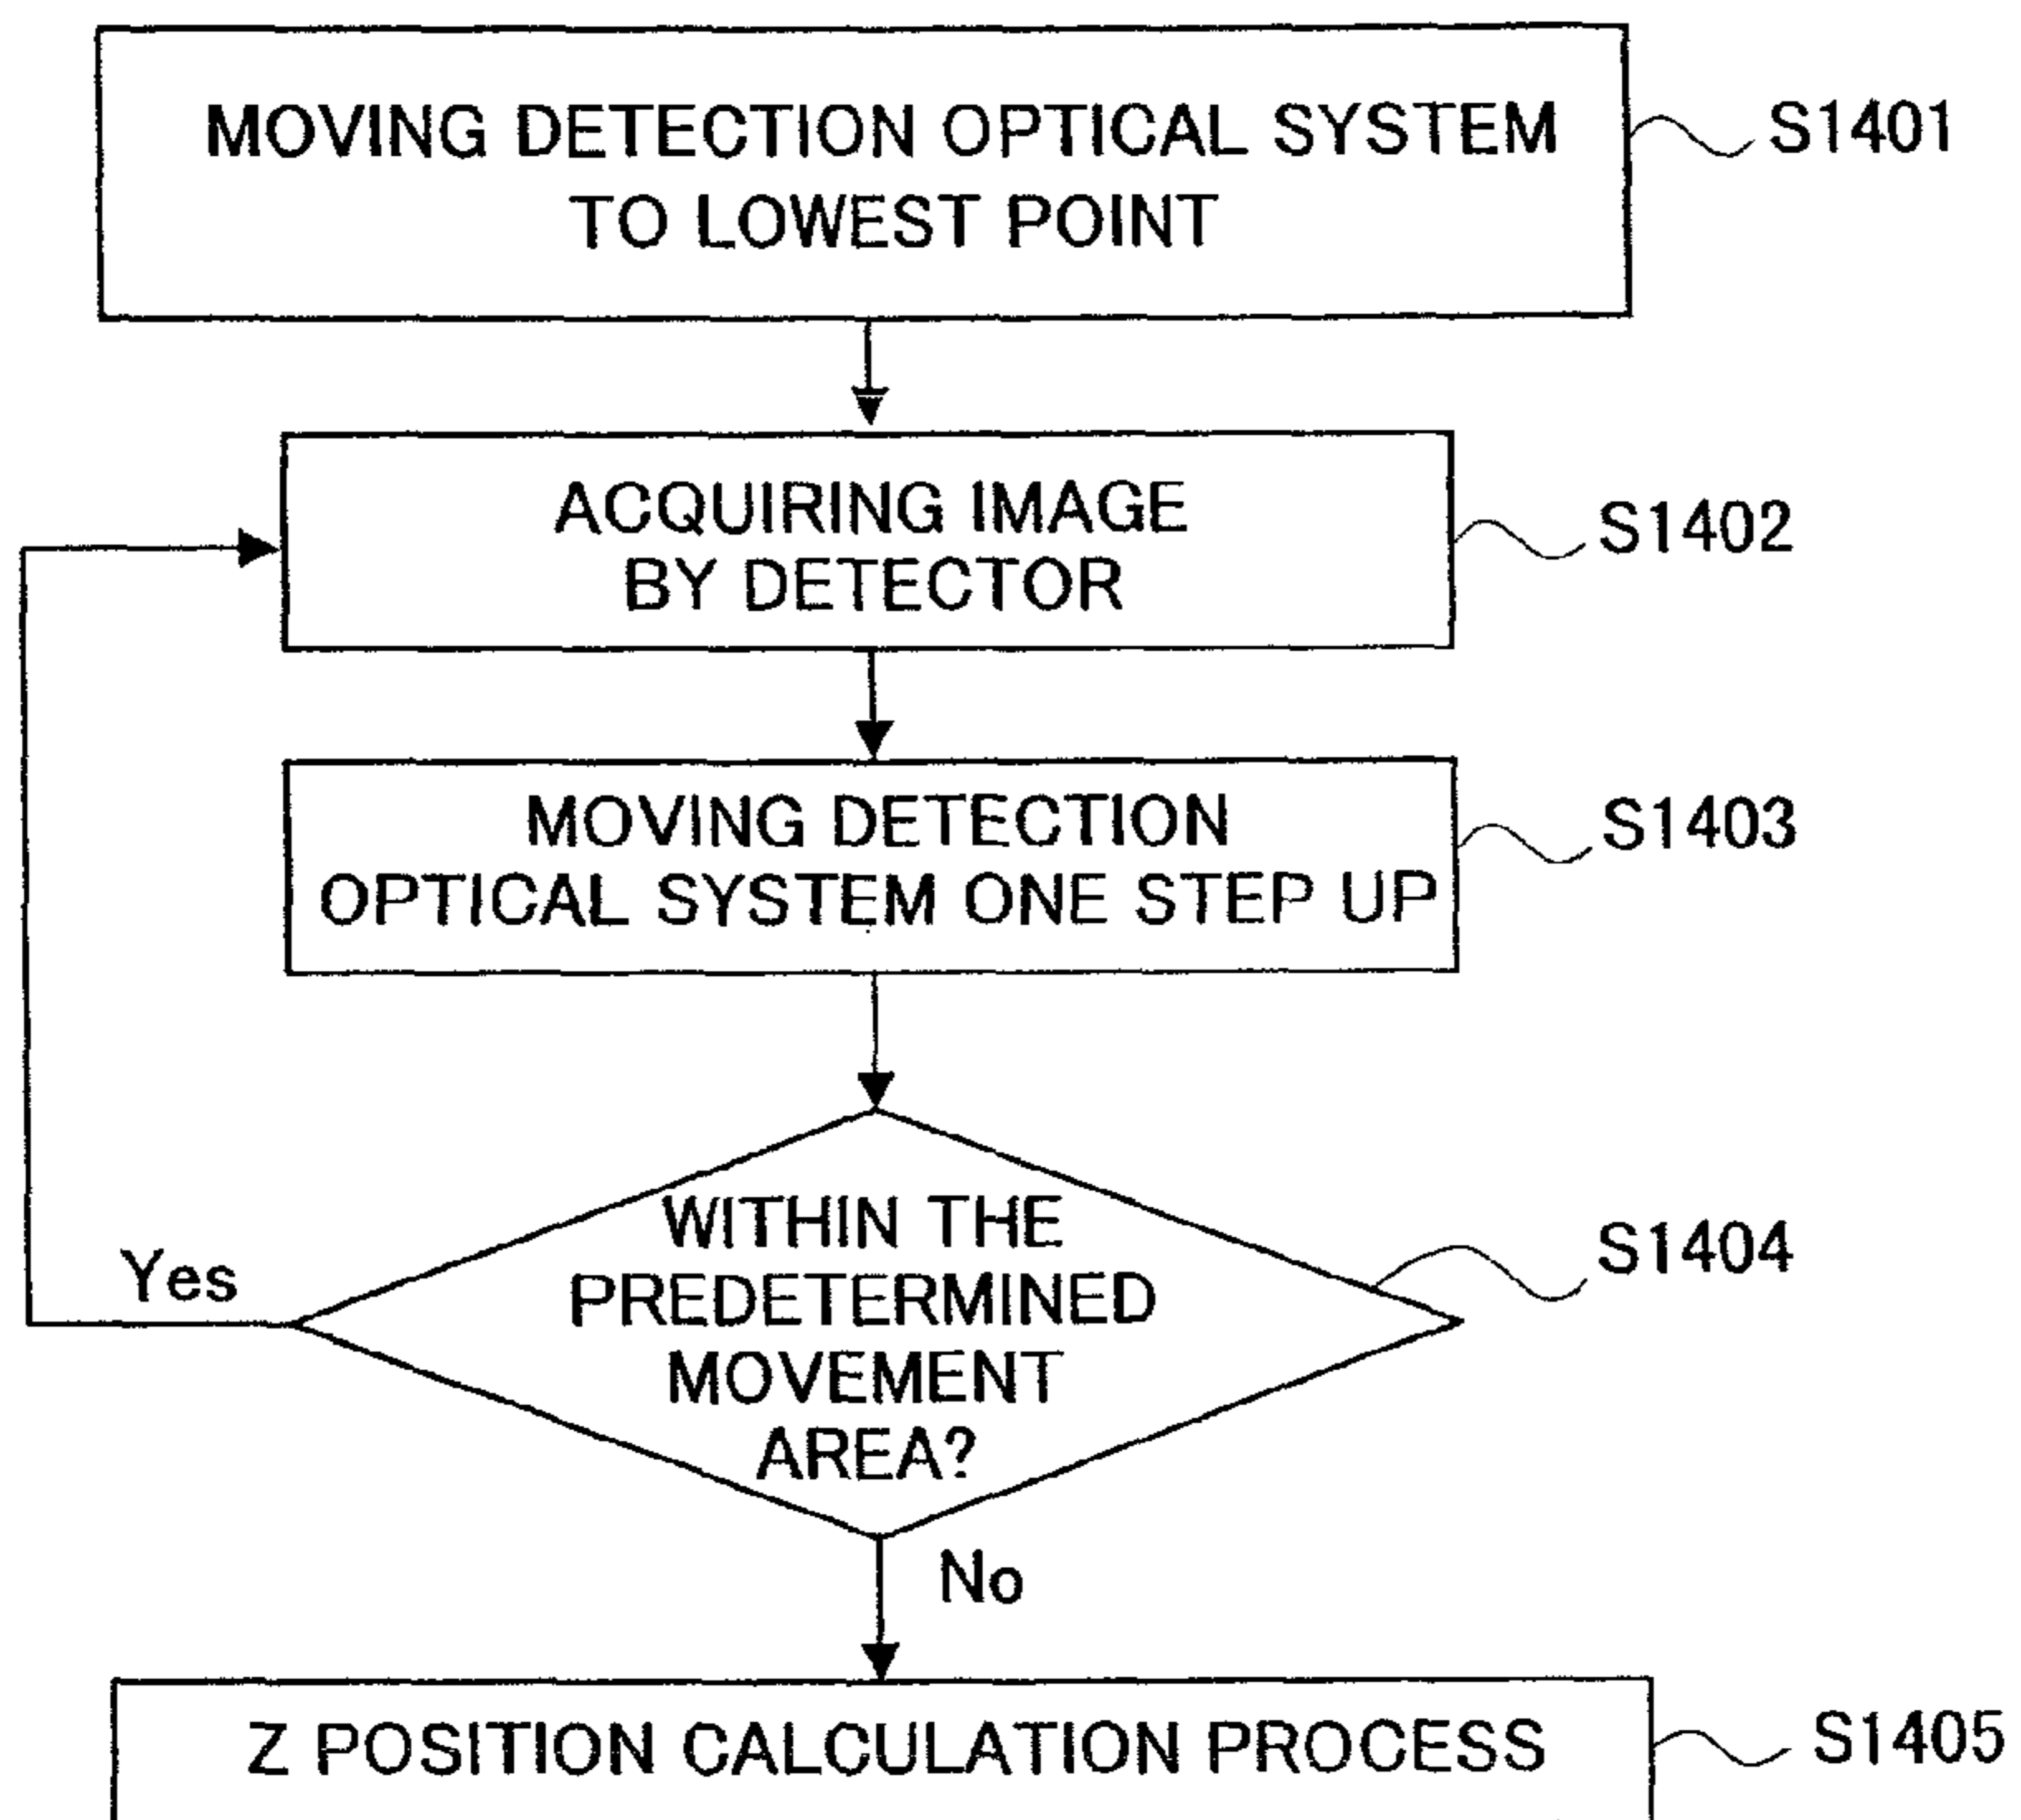 MOVING DETECTION OPTICAL SYSTEM
TO LOWEST POINT
S1401
ACQUIRING IMAGE
BY DETECTOR
S1402
MOVING DETECTION
OPTICAL SYSTEM ONE STEP UP
S1403
WITHIN THE
PREDETERMINED
MOVEMENT
AREA?
S1404
Yes
No
Z POSITION CALCULATION PROCESS
S1405